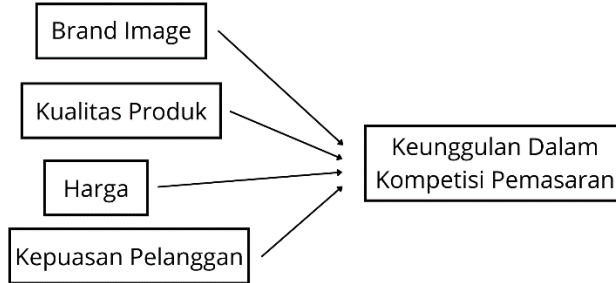 Brand Image
Kualitas Produk
Harga
Kepuasan Pelanggan
Keunggulan Dalam
Kompetisi Pemasaran